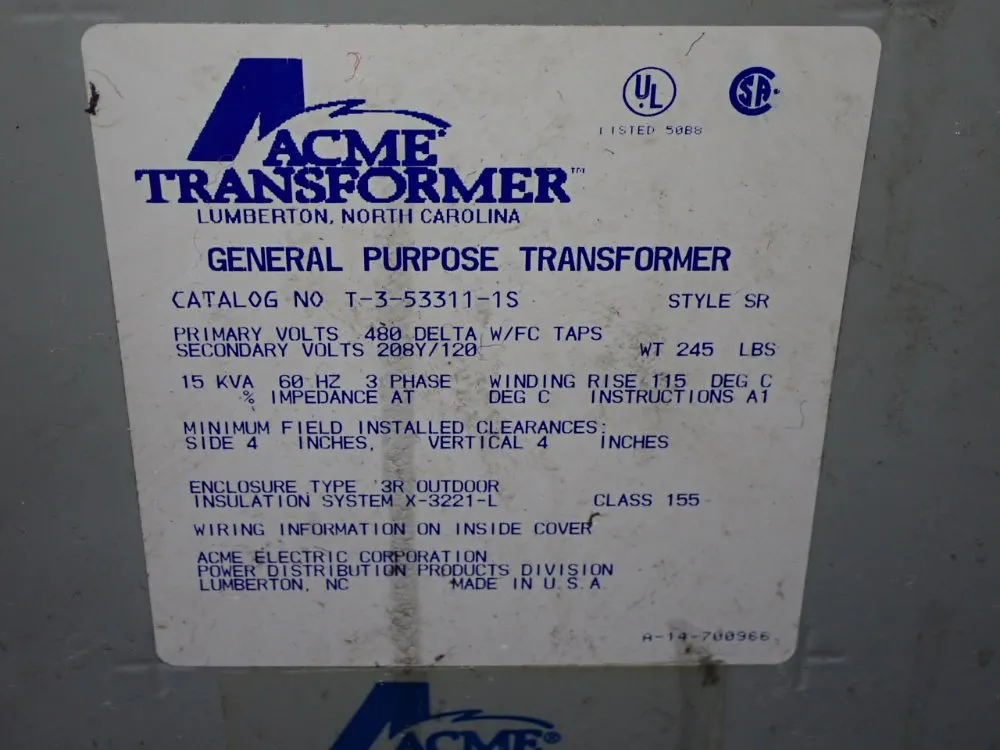 ACME
TRANSFORMER™
LUMBERTON, NORTH CAROLINA
UL
LISTED 50B8
SA
GENERAL PURPOSE TRANSFORMER
CATALOG NO T-3-53311-1S STYLE SR
PRIMARY VOLTS 480 DELTA W/FC TAPS
SECONDARY VOLTS 208Y/120 WT 245 LBS
15 KVA 60 HZ 3 PHASE WINDING RISE 115 DEG C
% IMPEDANCE AT DEG C INSTRUCTIONS A1
MINIMUM FIELD INSTALLED CLEARANCES:
SIDE 4 INCHES, VERTICAL 4 INCHES
ENCLOSURE TYPE 3R OUTDOOR
INSULATION SYSTEM X-3221-L CLASS 155
WIRING INFORMATION ON INSIDE COVER
ACME ELECTRIC CORPORATION
POWER DISTRIBUTION PRODUCTS DIVISION
LUMBERTON, NC MADE IN U.S.A.
A-14-700966
ACME®